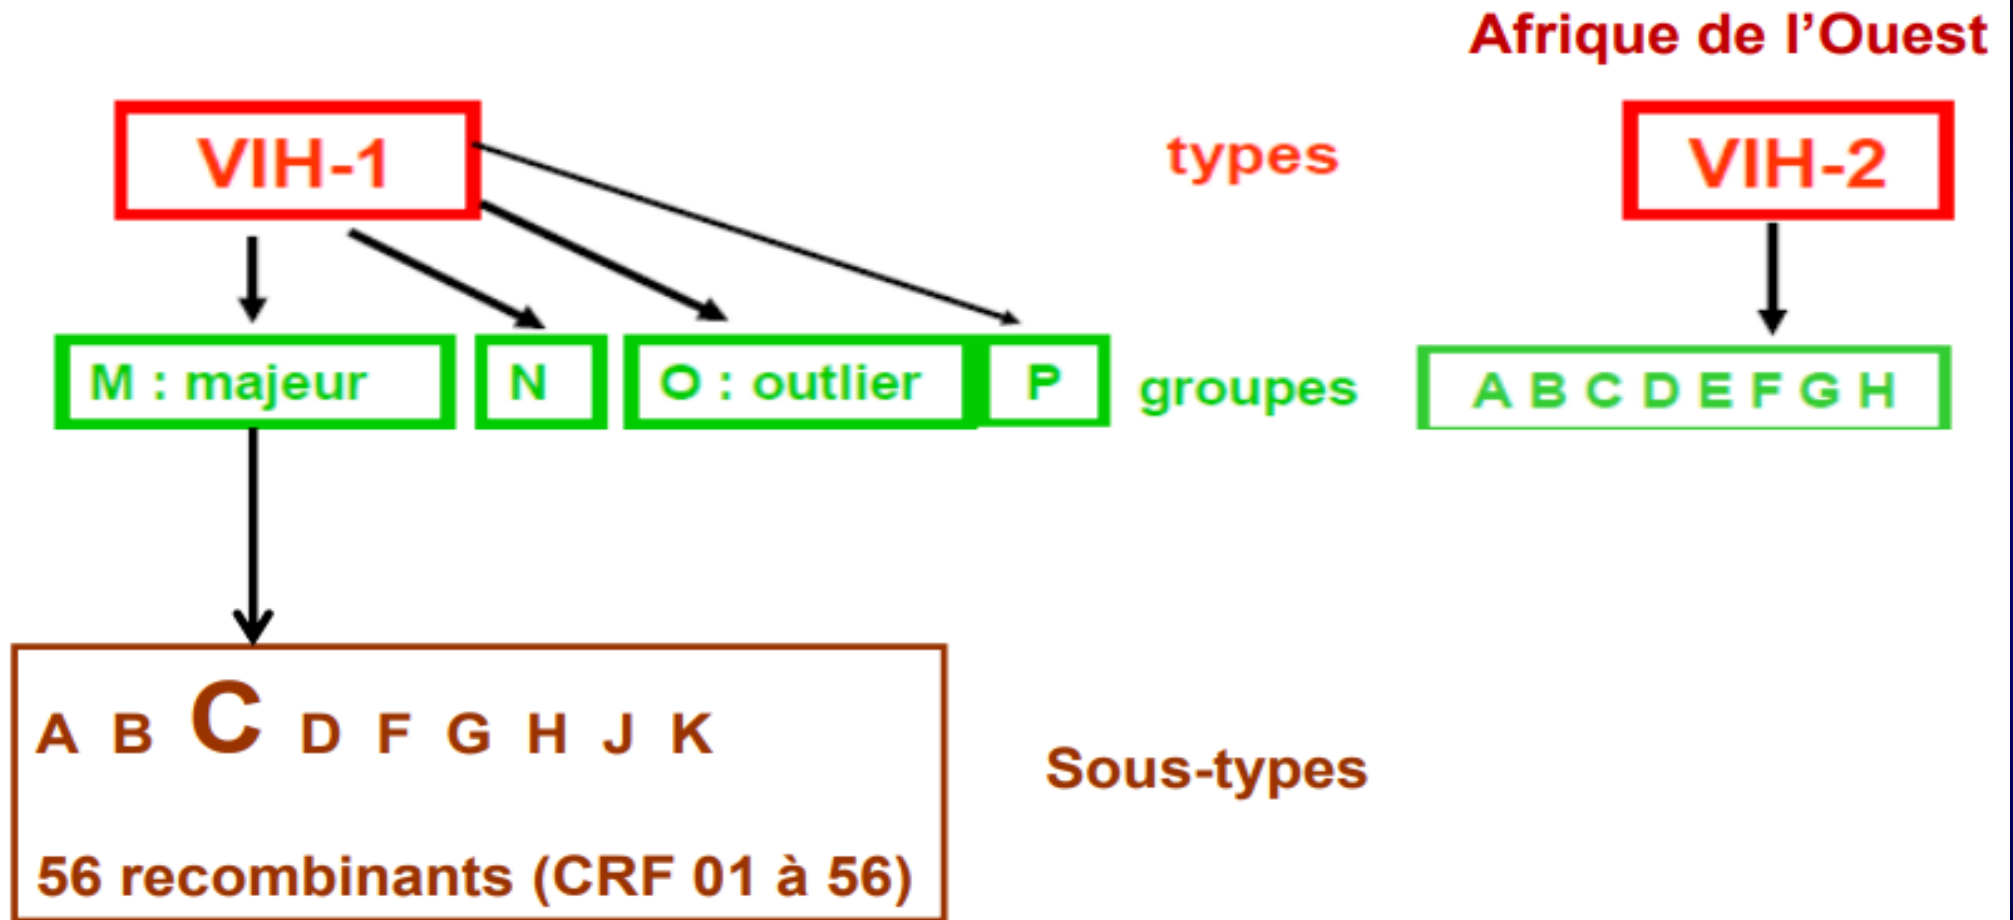 Afrique de l'Ouest
VIH-1
types
VIH-2
M : majeur
N
O : outlier
P
groupes
A B C D E F G H
A B C D F G H J K
Sous-types
56 recombinants (CRF 01 à 56)